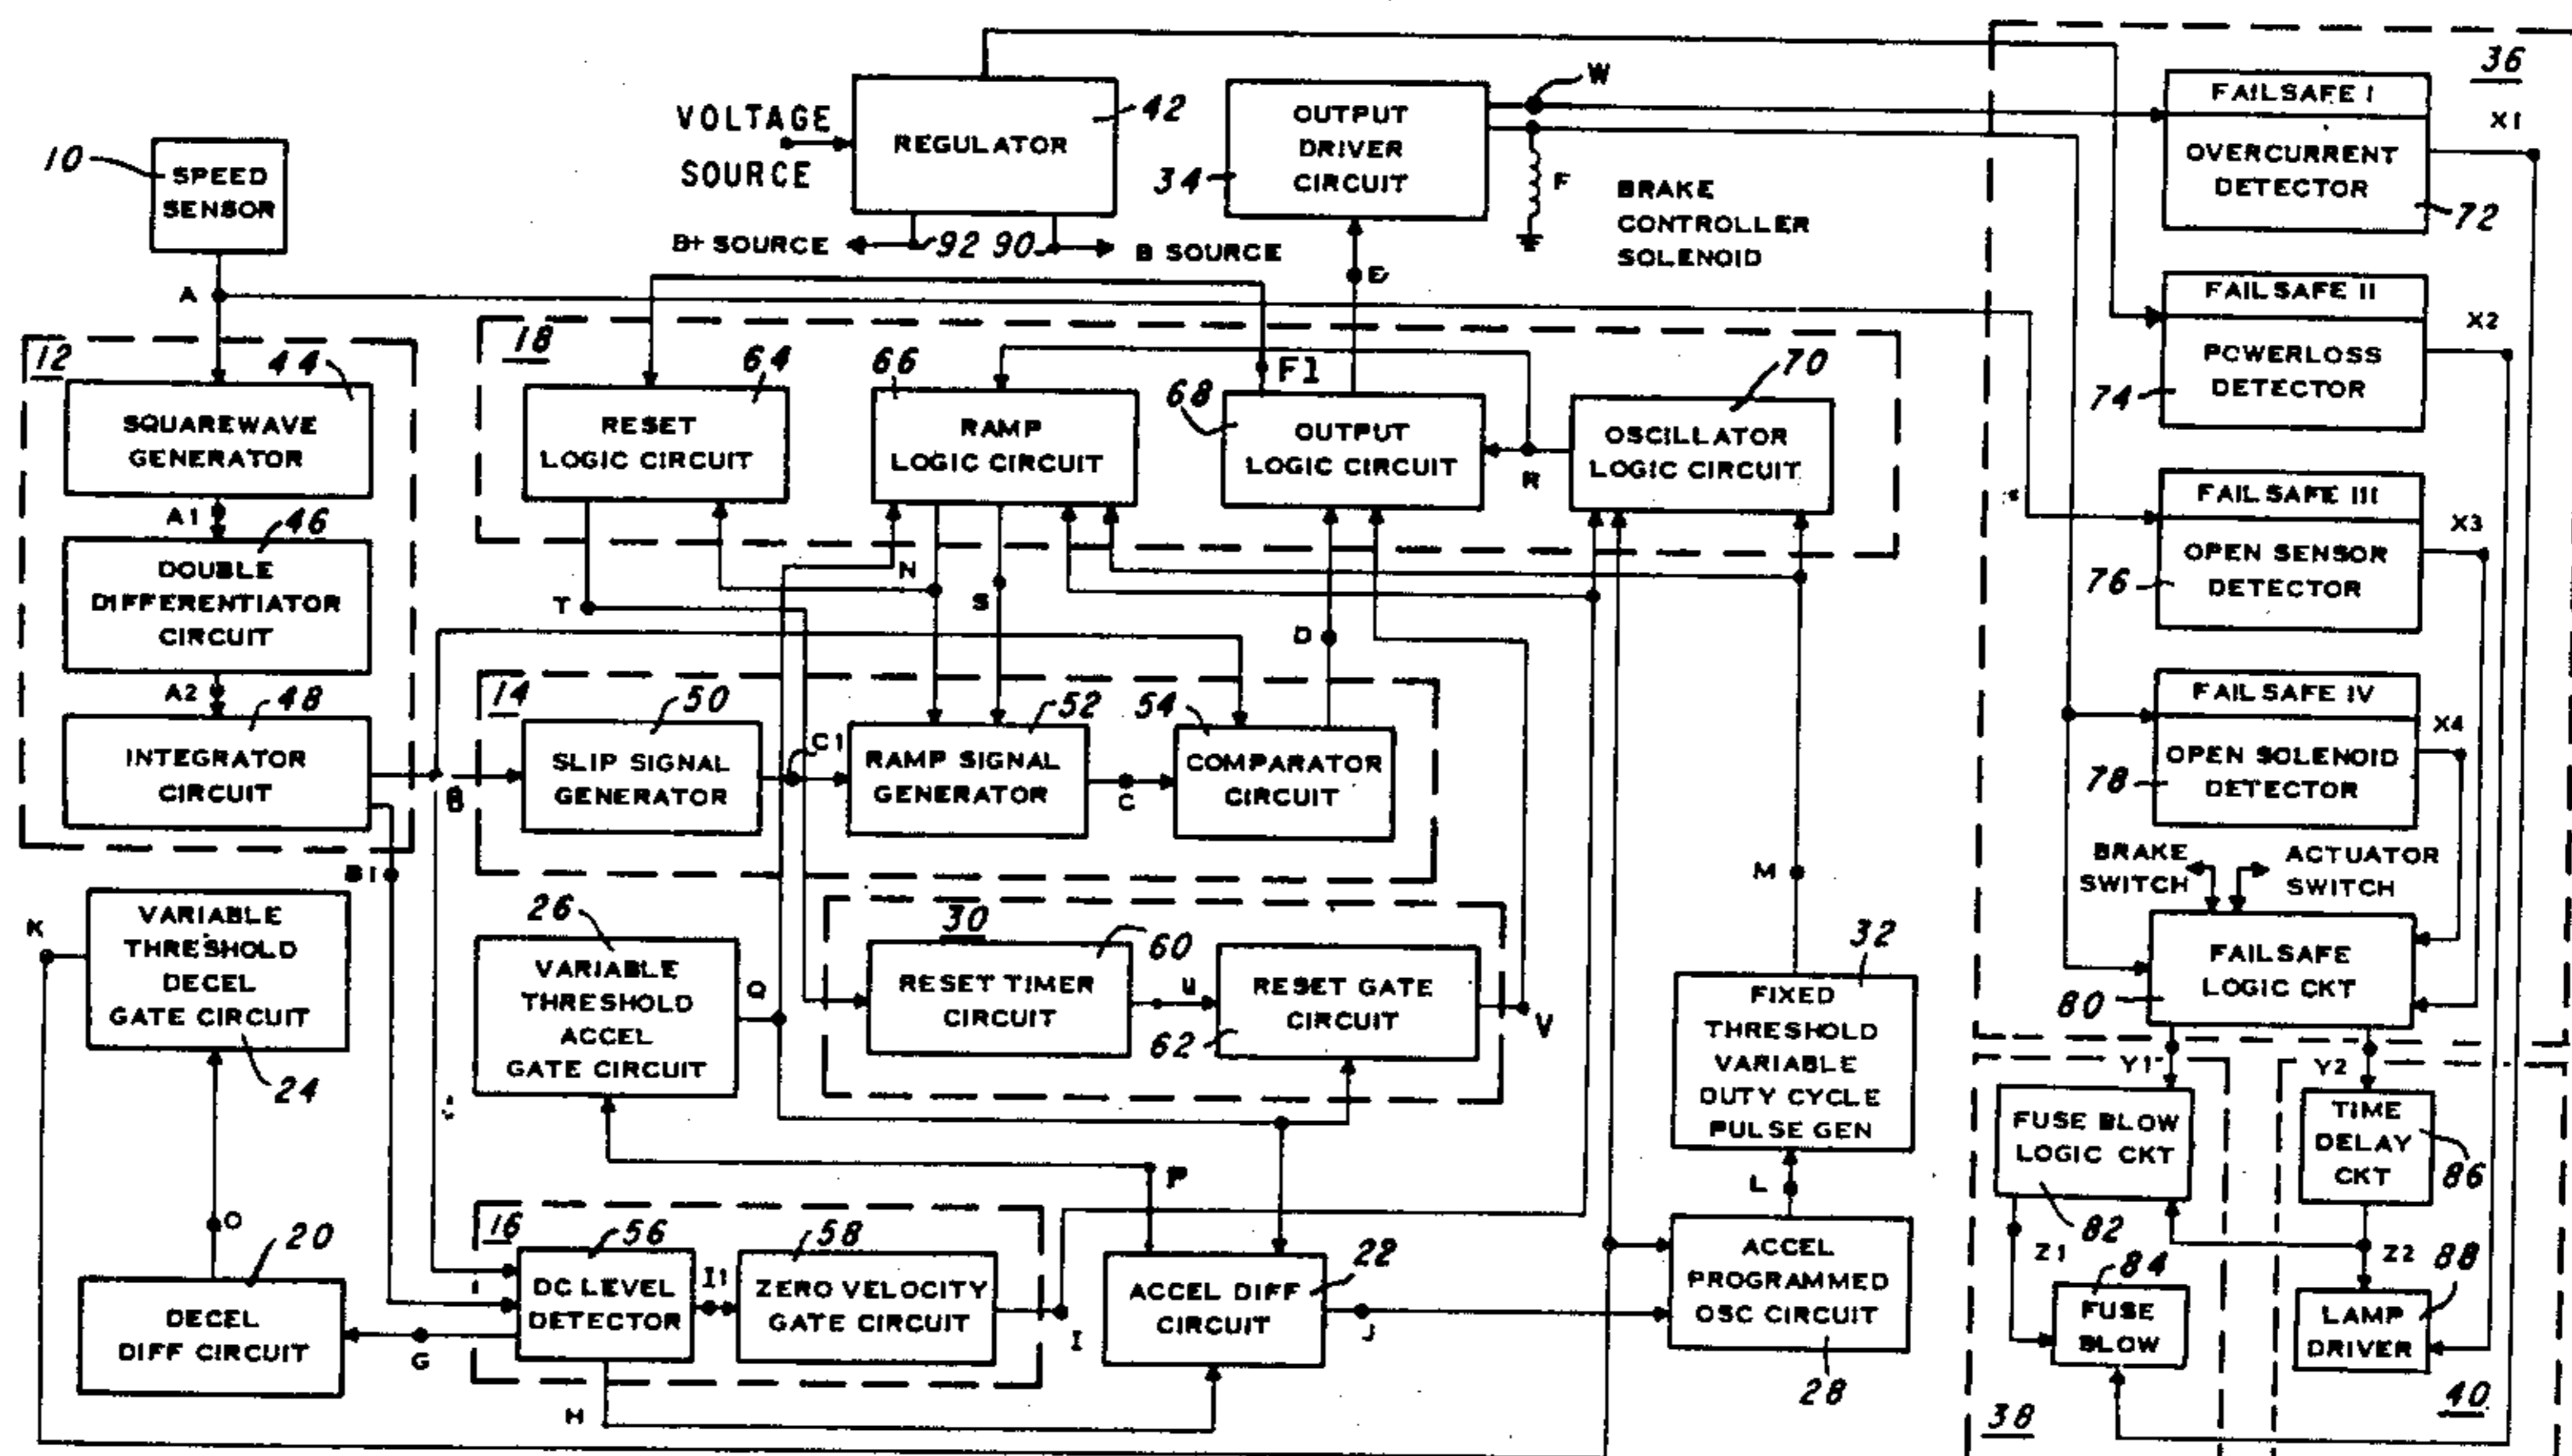 36
W
FAILSAFE I
X1
42
VOLTAGE
SOURCE
REGULATOR
OUTPUT
DRIVER
CIRCUIT
34
F
BRAKE
CONTROLLER
SOLENOID
OVERCURRENT
DETECTOR
72
10
SPEED
SENSOR
B+ SOURCE
92
90
B SOURCE
E
A
FAILSAFE II
X2
POWERLOSS
DETECTOR
74
12
44
18
64
66
F1
68
70
SQUAREWAVE
GENERATOR
RESET
LOGIC CIRCUIT
RAMP
LOGIC CIRCUIT
OUTPUT
LOGIC CIRCUIT
R
OSCILLATOR
LOGIC CIRCUIT
FAILSAFE III
X3
OPEN SENSOR
DETECTOR
76
A1
46
DOUBLE
DIFFERENTIATOR
CIRCUIT
N
T
S
D
A2
48
INTEGRATOR
CIRCUIT
B
14
50
SLIP SIGNAL
GENERATOR
C1
52
RAMP SIGNAL
GENERATOR
C
54
COMPARATOR
CIRCUIT
FAILSAFE IV
X4
OPEN SOLENOID
DETECTOR
78
BRAKE
SWITCH
ACTUATOR
SWITCH
B1
M
K
VARIABLE
THRESHOLD
DECEL
GATE CIRCUIT
24
26
VARIABLE
THRESHOLD
ACCEL
GATE CIRCUIT
Q
30
60
RESET TIMER
CIRCUIT
U
RESET GATE
CIRCUIT
62
V
32
FIXED
THRESHOLD
VARIABLE
DUTY CYCLE
PULSE GEN
FAILSAFE
LOGIC CKT
80
Y1
Y2
FUSE BLOW
LOGIC CKT
82
TIME
DELAY
CKT
86
P
L
O
20
DECEL
DIFF CIRCUIT
G
16
56
DC LEVEL
DETECTOR
I1
58
ZERO VELOCITY
GATE CIRCUIT
I
22
ACCEL DIFF
CIRCUIT
J
ACCEL
PROGRAMMED
OSC CIRCUIT
28
Z1
84
FUSE
BLOW
Z2
88
LAMP
DRIVER
H
38
40